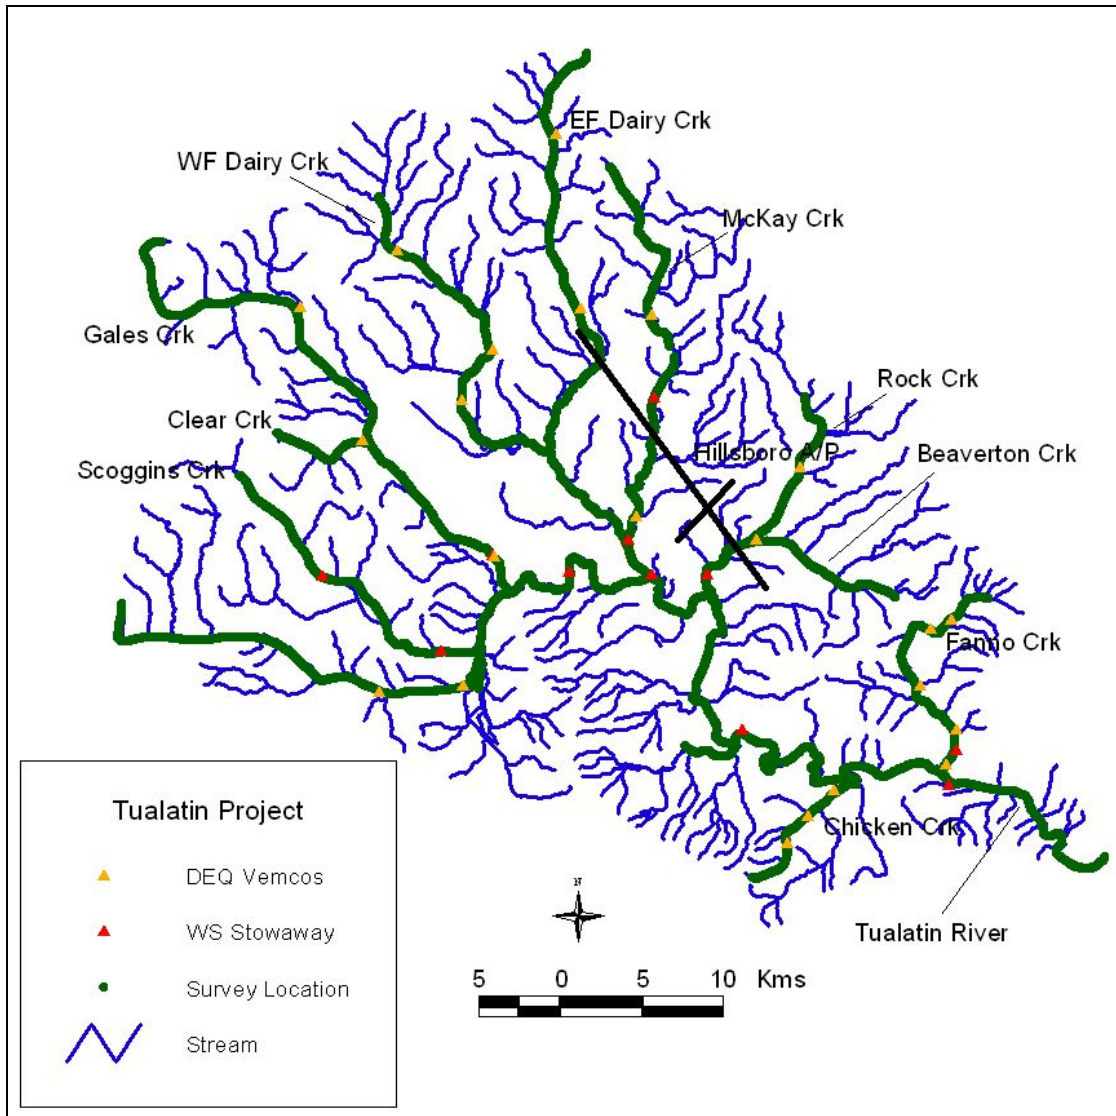 EF Dairy Crk
WF Dairy Crk
McKay Crk
Gales Crk
Rock Crk
Clear Crk
Hillsboro A/P
Beaverton Crk
Scoggins Crk
Fanno Crk
Chicken Crk
Tualatin River
Tualatin Project
DEQ Vemcos
WS Stowaway
Survey Location
Stream
N
5 0 5 10 Kms